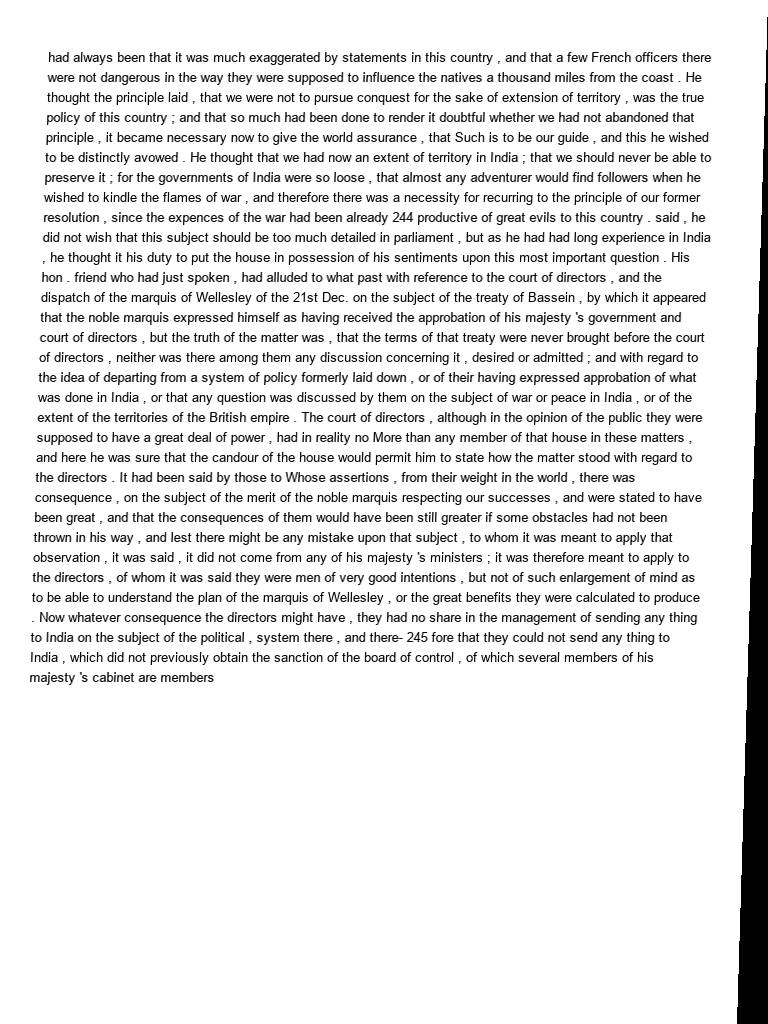 had always been that it was much exaggerated by statements in this country , and that a few French officers there
were not dangerous in the way they were supposed to influence the natives a thousand miles from the coast . He
thought the principle laid , that we were not to pursue conquest for the sake of extension of territory , was the true
policy of this country ; and that so much had been done to render it doubtful whether we had not abandoned that
principle , it became necessary now to give the world assurance , that Such is to be our guide , and this he wished
to be distinctly avowed . He thought that we had now an extent of territory in India ; that we should never be able to
preserve it ; for the governments of India were so loose , that almost any adventurer would find followers when he
wished to kindle the flames of war , and therefore there was a necessity for recurring to the principle of our former
resolution , since the expences of the war had been already 244 productive of great evils to this country . said , he
did not wish that this subject should be too much detailed in parliament , but as he had had long experience in India
, he thought it his duty to put the house in possession of his sentiments upon this most important question . His
hon . friend who had just spoken , had alluded to what past with reference to the court of directors , and the
dispatch of the marquis of Wellesley of the 21st Dec. on the subject of the treaty of Bassein , by which it appeared
that the noble marquis expressed himself as having received the approbation of his majesty 's government and
court of directors , but the truth of the matter was , that the terms of that treaty were never brought before the court
of directors , neither was there among them any discussion concerning it , desired or admitted ; and with regard to
the idea of departing from a system of policy formerly laid down , or of their having expressed approbation of what
was done in India , or that any question was discussed by them on the subject of war or peace in India , or of the
extent of the territories of the British empire . The court of directors , although in the opinion of the public they were
supposed to have a great deal of power , had in reality no More than any member of that house in these matters ,
and here he was sure that the candour of the house would permit him to state how the matter stood with regard to
the directors . It had been said by those to Whose assertions , from their weight in the world , there was
consequence , on the subject of the merit of the noble marquis respecting our successes , and were stated to have
been great , and that the consequences of them would have been still greater if some obstacles had not been
thrown in his way , and lest there might be any mistake upon that subject , to whom it was meant to apply that
observation , it was said , it did not come from any of his majesty 's ministers ; it was therefore meant to apply to
the directors , of whom it was said they were men of very good intentions , but not of such enlargement of mind as
to be able to understand the plan of the marquis of Wellesley , or the great benefits they were calculated to produce
. Now whatever consequence the directors might have , they had no share in the management of sending any thing
to India on the subject of the political , system there , and there- 245 fore that they could not send any thing to
India , which did not previously obtain the sanction of the board of control , of which several members of his
majesty 's cabinet are members